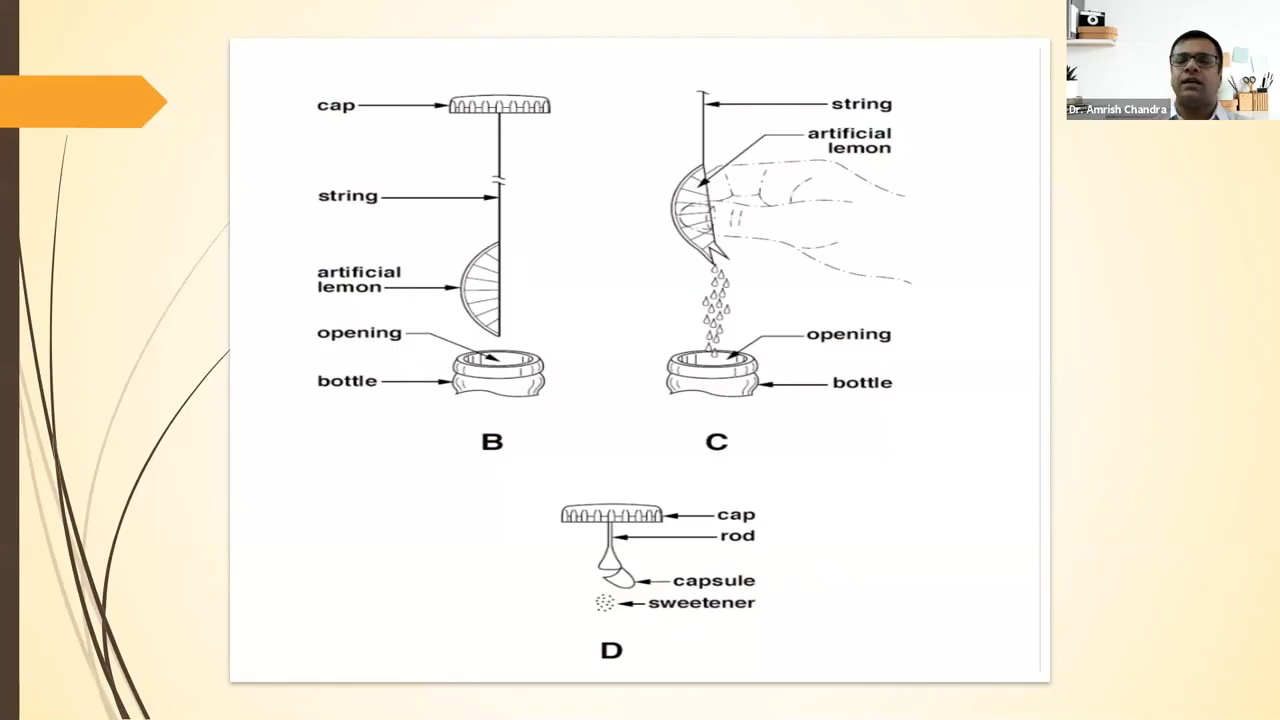 cap
string
artificial
lemon
opening
bottle
B
string
artificial
lemon
opening
bottle
C
cap
rod
capsule
sweetener
D
Dr. Amrish Chandra